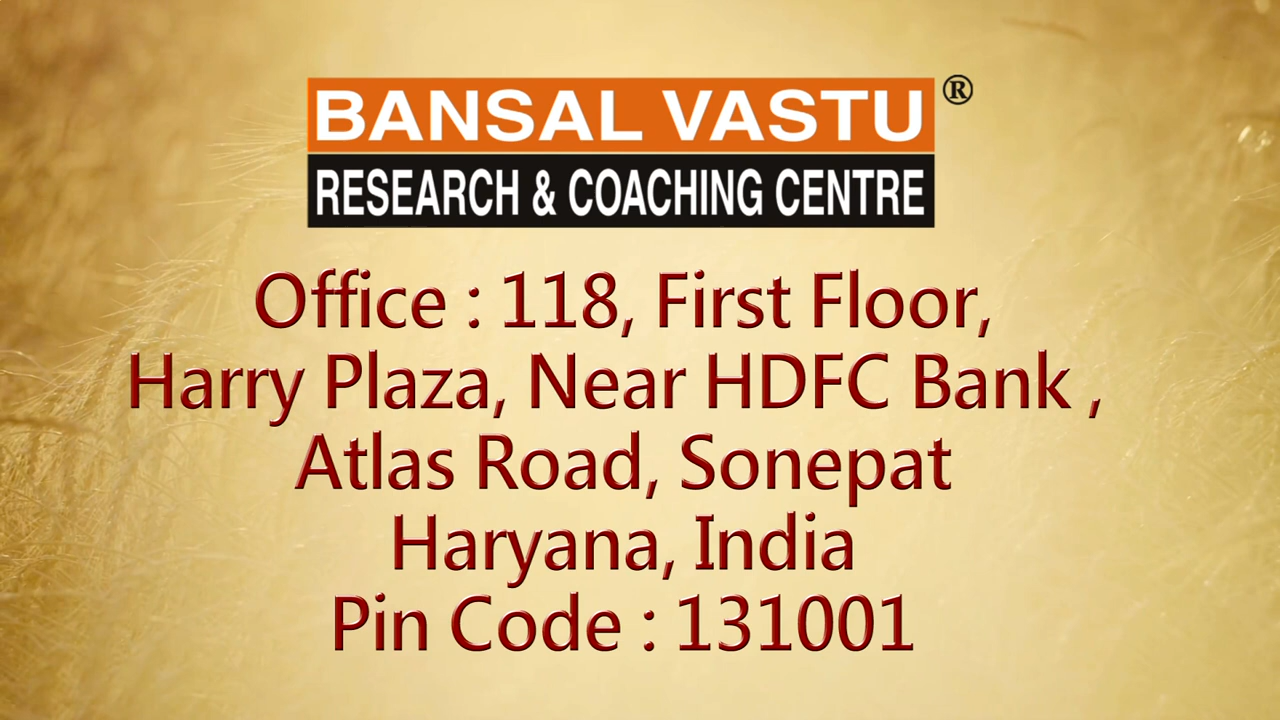 BANSAL VASTU ®
RESEARCH & COACHING CENTRE
Office : 118, First Floor,
Harry Plaza, Near HDFC Bank ,
Atlas Road, Sonepat
Haryana, India
Pin Code : 131001